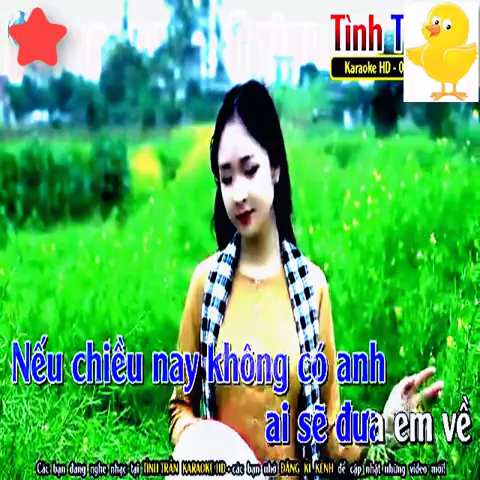 Tình T
Karaoke HD - 0
Nếu chiều nay không có anh
ai sẽ đưa em về
Các bạn đang nghe nhạc tại TÌNH TRẦN KARAOKE HD - các bạn nhớ ĐĂNG KÍ KÊNH để cập nhật những video mới!